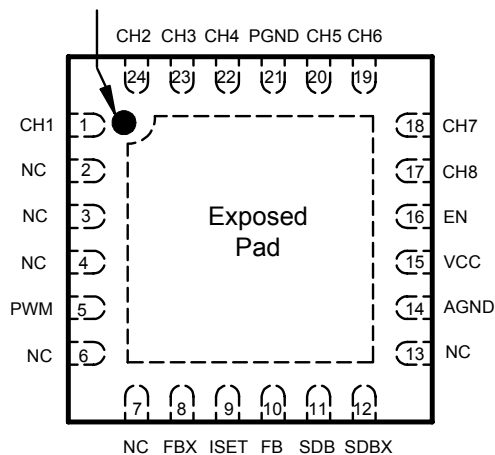 CH2 CH3 CH4 PGND CH5 CH6
24 23 22 21 20 19
CH1 1 18 CH7
NC 2 17 CH8
NC 3 Exposed 16 EN
NC 4 Pad 15 VCC
PWM 5 14 AGND
NC 6 13 NC
7 8 9 10 11 12
NC FBX ISET FB SDB SDBX